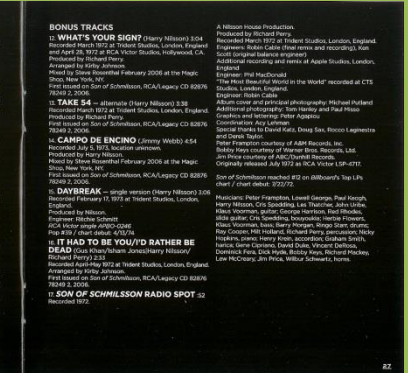 BONUS TRACKS
12. WHAT'S YOUR SIGN? (Harry Nilsson) 3:04
Recorded March 1972 at Trident Studios, London, England
and April 28, 1972 at RCA Victor Studios, Hollywood, CA.
Produced by Richard Perry.
Arranged by Kirby Johnson.
Mixed by Steve Rosenthal February 2006 at the Magic
Shop, New York, NY.
First issued on Son of Schmilsson, RCA/Legacy CD 82876
78249 2, 2006.
13. TAKE 54 – alternate (Harry Nilsson) 3:38
Recorded March 1972 at Trident Studios, London, England.
Produced by Richard Perry.
First issued on Son of Schmilsson, RCA/Legacy CD 82876
78249 2, 2006.
14. CAMPO DE ENCINO (Jimmy Webb) 4:54
Recorded July 5, 1973, location unknown.
Produced by Harry Nilsson.
Mixed by Steve Rosenthal February 2006 at the Magic
Shop, New York, NY.
First issued on Son of Schmilsson, RCA/Legacy CD 82876
78249 2, 2006.
15. DAYBREAK – single version (Harry Nilsson) 3:06
Recorded February 17, 1973 at Trident Studios, London,
England.
Produced by Nilsson.
Engineer: Ritchie Schmitt
RCA Victor single APBO-0246
Pop #39 / chart debut: 4/13/74
16. IT HAD TO BE YOU/I'D RATHER BE
DEAD (Gus Khan/Isham Jones)(Harry Nilsson/
Richard Perry) 2:33
Recorded April-May 1972 at Trident Studios, London, England.
Arranged by Kirby Johnson.
First issued on Son of Schmilsson, RCA/Legacy CD 82876
78249 2, 2006.
17. SON OF SCHMILSSON RADIO SPOT :52
Recorded 1972.
A Nilsson House Production.
Produced by Richard Perry.
Recorded March 1972 at Trident Studios, London, England.
Engineers: Robin Cable (final remix and recording), Ken
Scott (original balance engineer)
Additional recording and remix at Apple Studios, London,
England
Engineer: Phil MacDonald
"The Most Beautiful World in the World" recorded at CTS
Studios, London, England.
Engineer: Robin Cable
Album cover and principal photography: Michael Putland
Additional photography: Tom Hanley and Paul Misso
Graphics and lettering: Peter Agapiou
Coordination: Acy Lehman
Special thanks to David Katz, Doug Sax, Rocco Leginestra
and Derek Taylor.
Peter Frampton courtesy of A&M Records, Inc.
Bobby Keys courtesy of Warner Bros. Records, Ltd.
Jim Price courtesy of ABC/Dunhill Records.
Originally released July 1972 as RCA Victor LSP-4717.
Son of Schmilsson reached #12 on Billboard's Top LPs
chart / chart debut: 7/22/72.
Musicians: Peter Frampton, Lowell George, Paul Keogh,
Harry Nilsson, Cris Spedding, Les Thatcher, John Uribe,
Klaus Voorman, guitar; George Harrison, Red Rhodes,
slide guitar; Cris Spedding, bouyoukie; Herbie Flowers,
Klaus Voorman, bass; Barry Morgan, Ringo Starr, drums;
Ray Cooper, Milt Holland, Richard Perry, percussion; Nicky
Hopkins, piano; Henry Krein, accordion; Graham Smith,
harica; Gene Cipriano, David Duke, Vincent DeRosa,
Dominick Fera, Dick Hyde, Bobby Keys, Richard Mackey,
Lew McCreary, Jim Price, Wilbur Schwartz, horns.
27